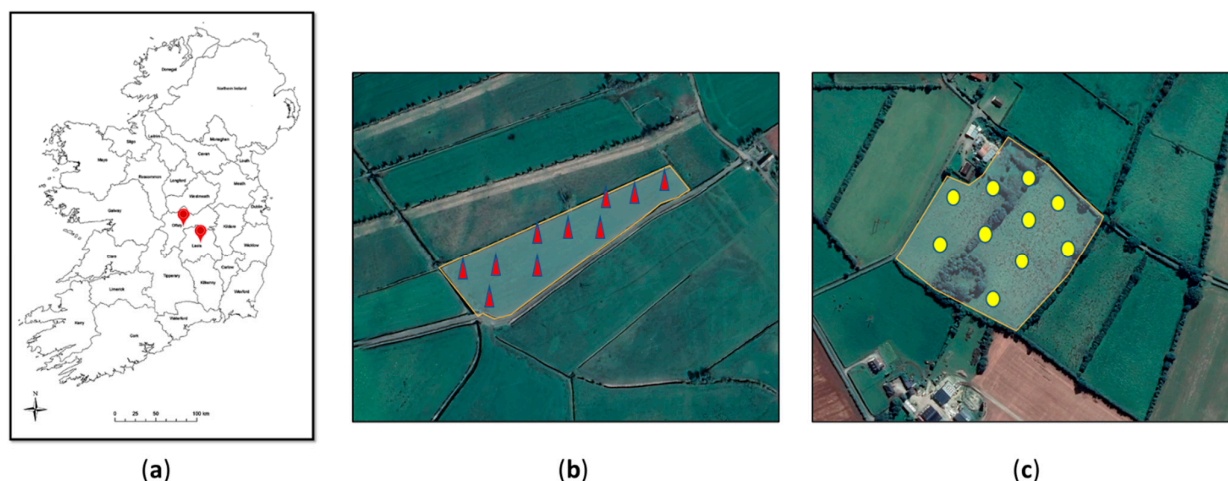 Donegal
Northern Ireland
Leitrim
Sligo
Monaghan
Cavan
Louth
Mayo
Roscommon
Longford
Meath
Westmeath
Galway
Dublin
Offaly
Kildare
Laois
Wicklow
Clare
Carlow
Tipperary
Limerick
Kilkenny
Wexford
Waterford
Kerry
Cork
N
0 25 50 100 km
(a)
(b)
(c)